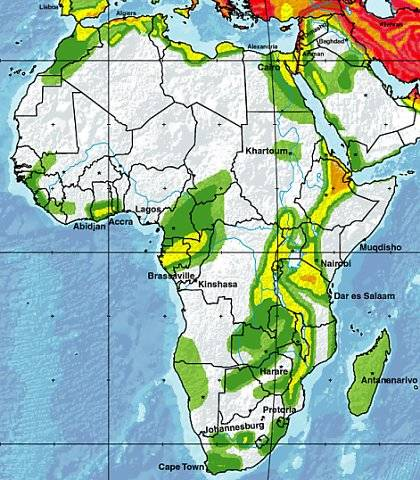 Lisbon
Algiers
Alexandria
Baghdad
Amman
Cairo
Khartoum
Lagos
Accra
Abidjan
Muqdisho
Nairobi
Brassaville
Kinshasa
Dar es Salaam
Harare
Antananarivo
Pretoria
Johannesburg
Cape Town